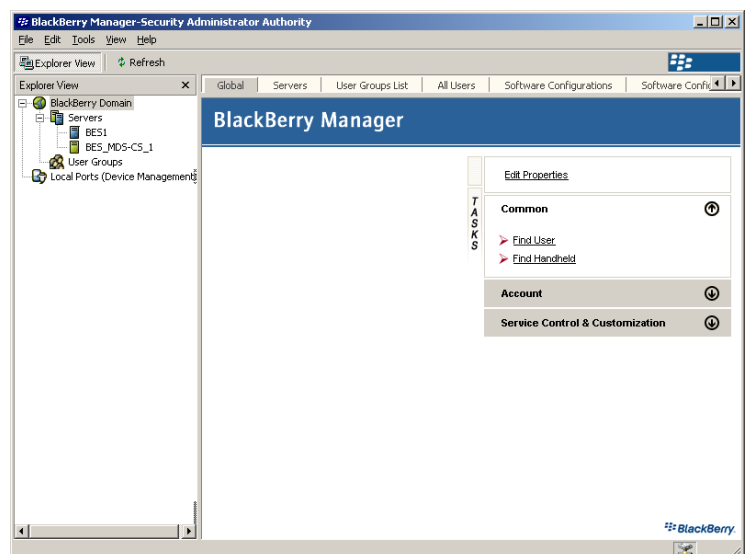 BlackBerry Manager-Security Administrator Authority
File Edit Tools View Help
Explorer View Refresh
Explorer View
Global Servers User Groups List All Users Software Configurations Software
BlackBerry Domain
Servers
BES1
BES_MDS-CS_1
User Groups
Local Ports (Device Management
BlackBerry Manager
TASKS
Edit Properties
Common
Find User
Find Handheld
Account
Service Control & Customization
BlackBerry.